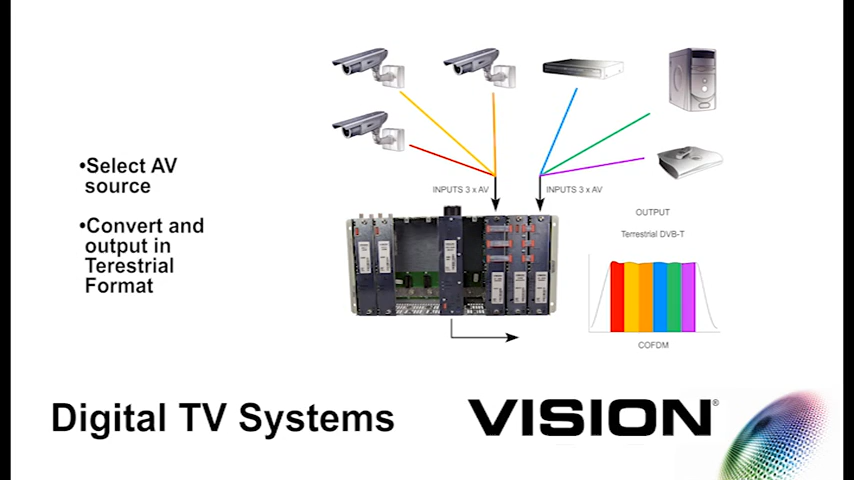 •Select AV
source
•Convert and
output in
Terestrial
Format
INPUTS 3 x AV
INPUTS 3 x AV
OUTPUT
Terrestrial DVB-T
COFDM
Digital TV Systems
VISION®